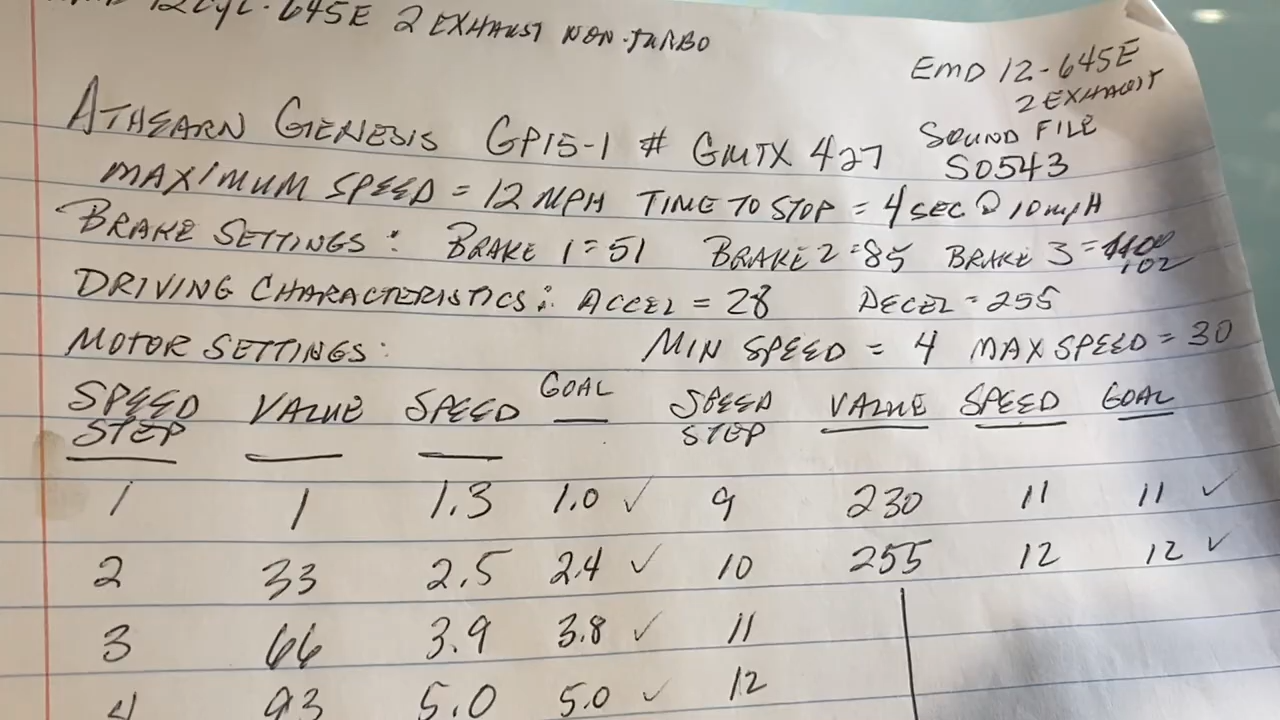 12 cyl. 645E 2 EXHAUST NON-TURBO
EMD 12-645E
2 EXHAUST
ATHEARN GENESIS GP15-1 # GMTX 427
SOUND FILE
S0543
MAXIMUM SPEED = 12 MPH TIME TO STOP = 4 SEC @ 10 mpH
BRAKE SETTINGS: BRAKE 1 = 51 BRAKE 2 = 85 BRAKE 3 =
102
DRIVING CHARACTERISTICS: ACCEL = 28 DECEL = 255
MOTOR SETTINGS: MIN SPEED = 4 MAX SPEED = 30
SPEED STEP VALUE SPEED GOAL SPEED STEP VALUE SPEED GOAL
1 1 1.3 1.0 ✓ 9 230 11 11 ✓
2 33 2.5 2.4 ✓ 10 255 12 12 ✓
3 66 3.9 3.8 ✓ 11
4 93 5.0 5.0 ✓ 12